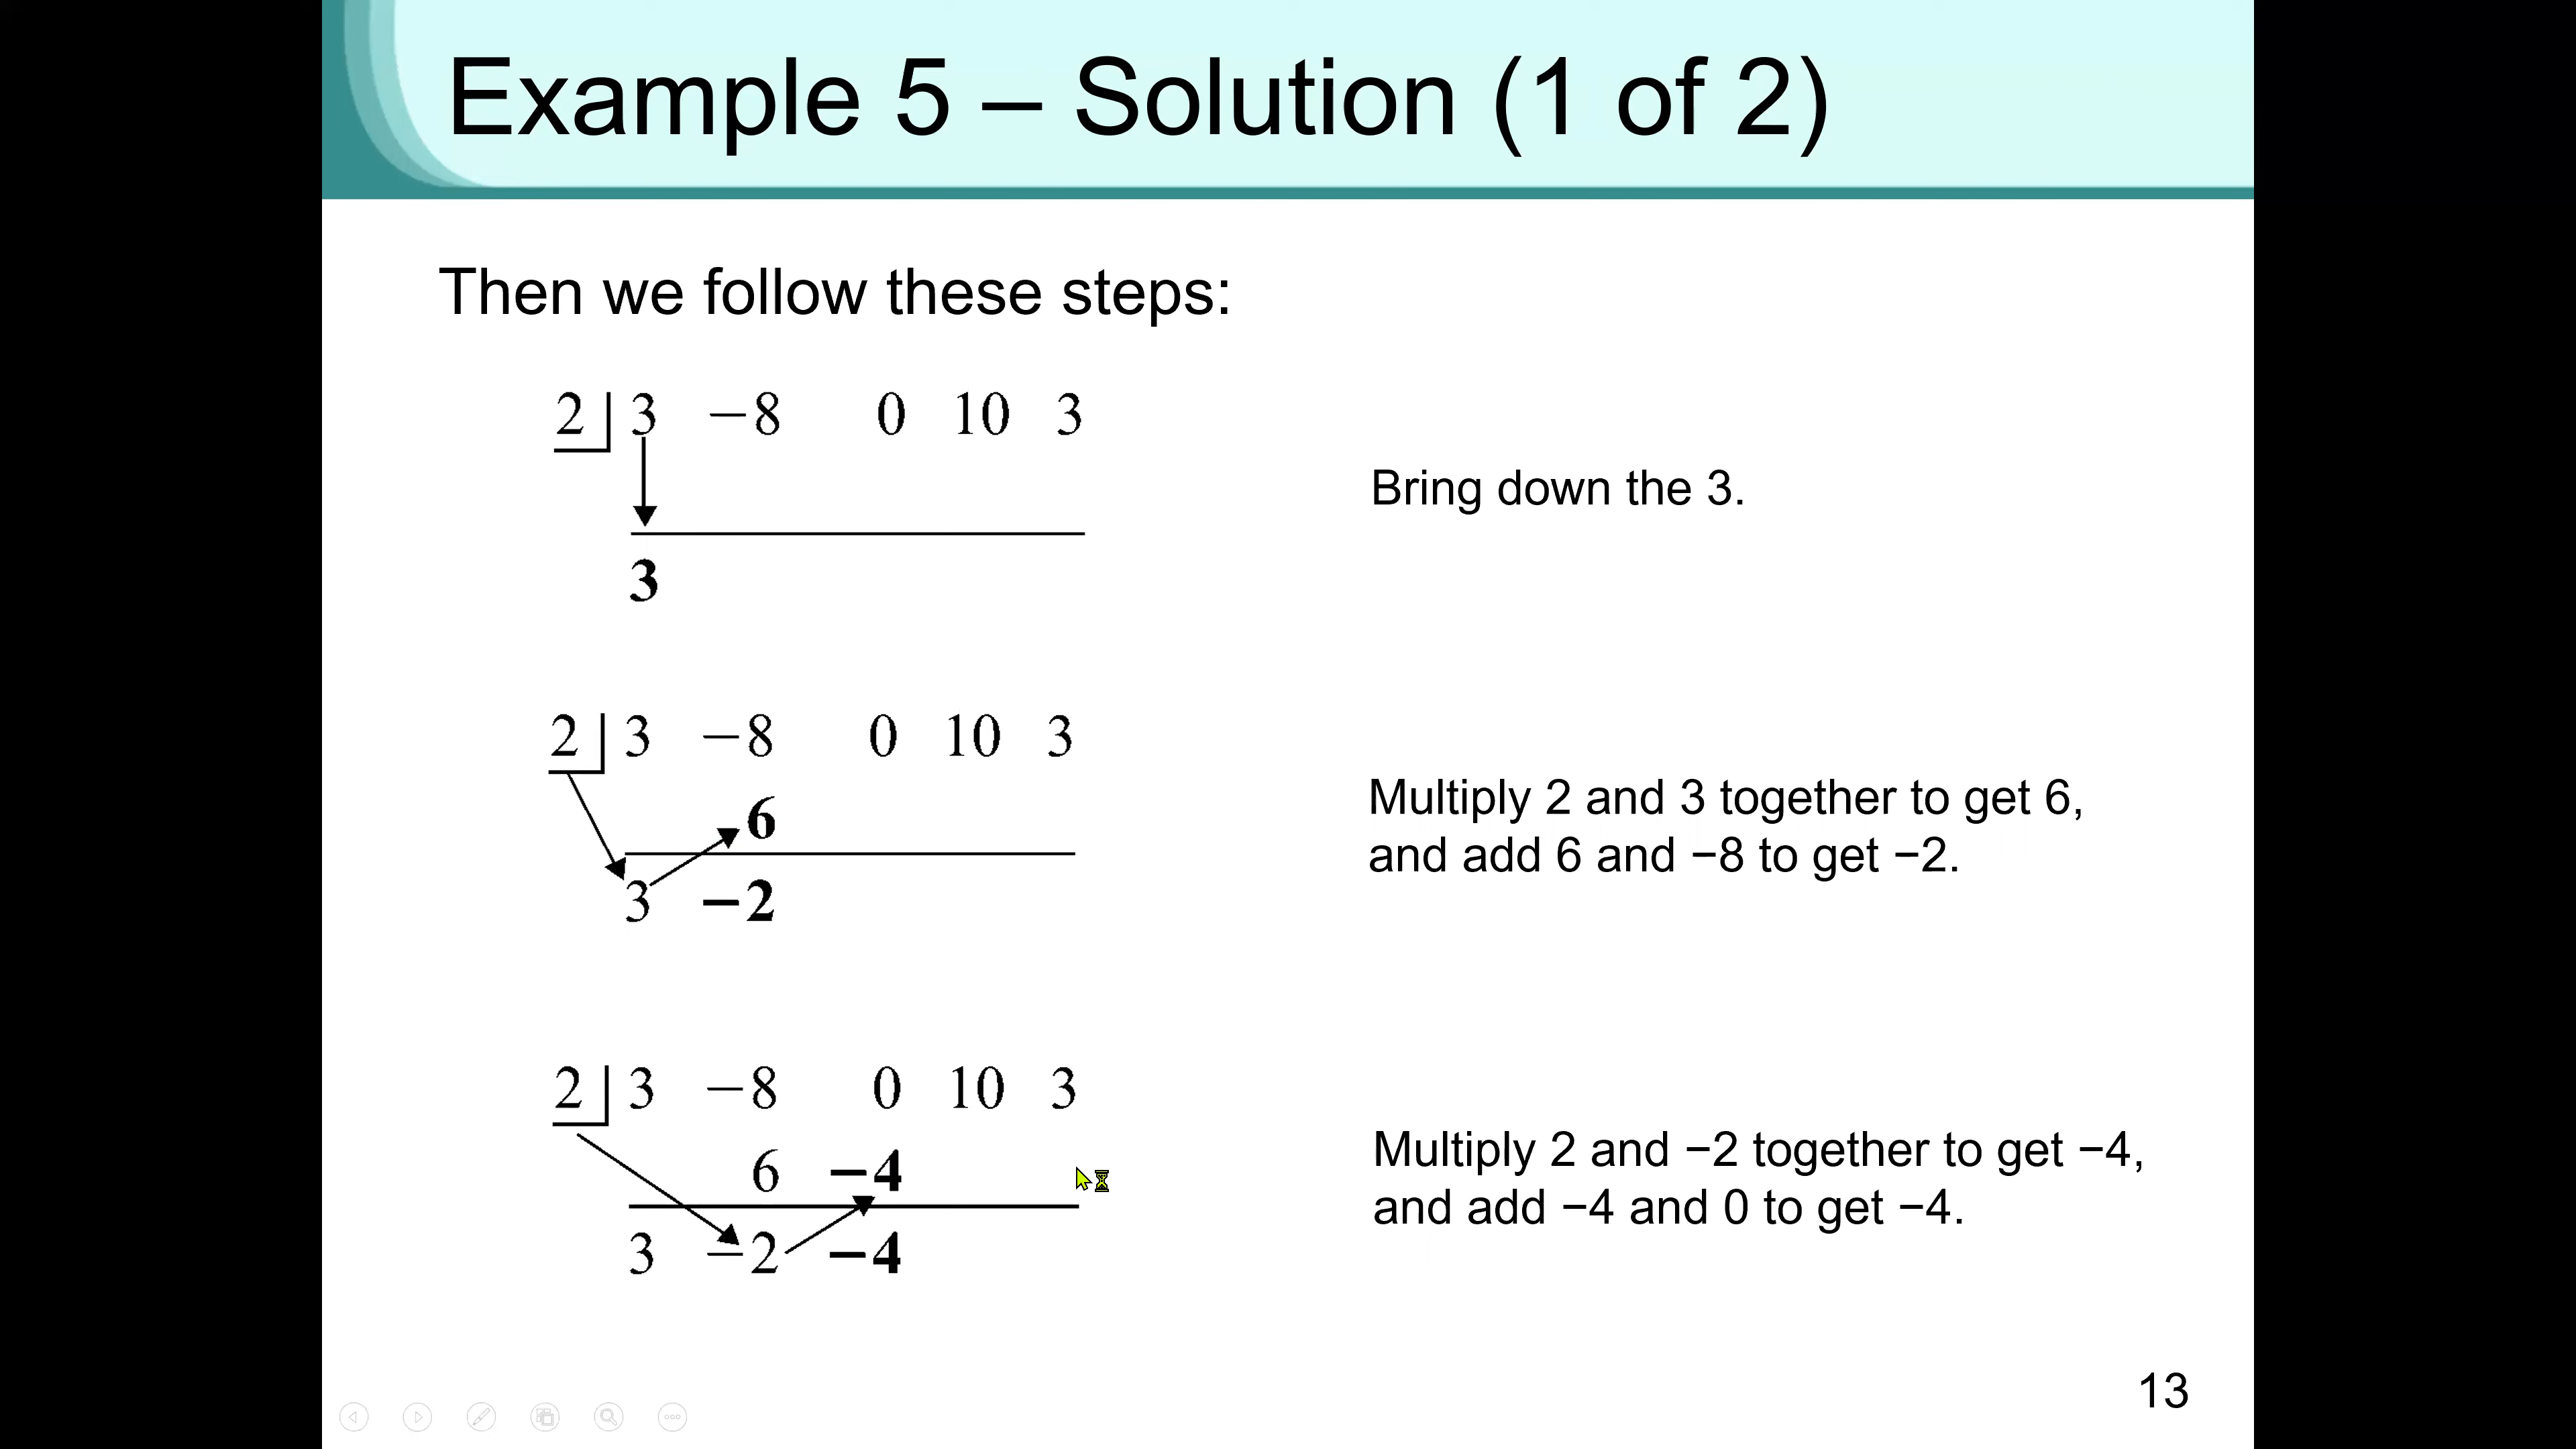 Example 5 – Solution (1 of 2)
Then we follow these steps:
2 3 −8 0 10 3
Bring down the 3.
3
2 3 −8 0 10 3
6
3 −2
Multiply 2 and 3 together to get 6,
and add 6 and −8 to get −2.
2 3 −8 0 10 3
6 −4
3 −2 −4
Multiply 2 and −2 together to get −4,
and add −4 and 0 to get −4.
13